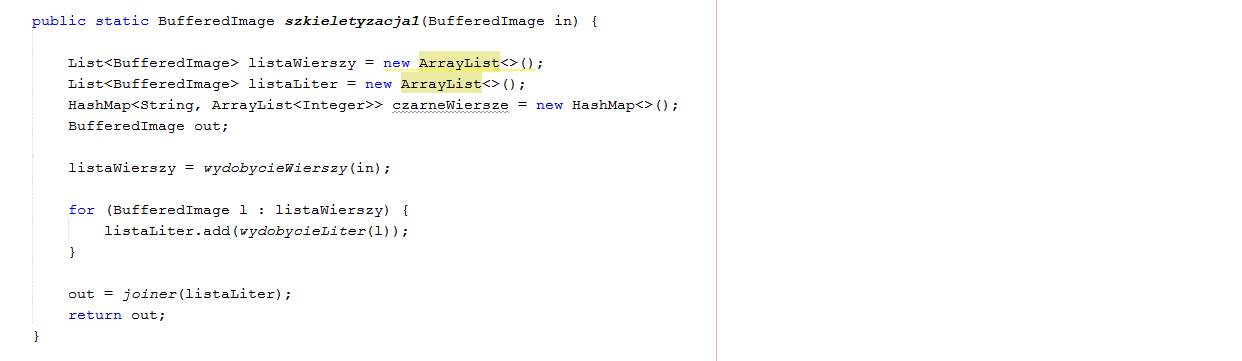 public static BufferedImage szkieletyzacja1(BufferedImage in) {
List<BufferedImage> listaWierszy = new ArrayList<>();
List<BufferedImage> listaLiter = new ArrayList<>();
HashMap<String, ArrayList<Integer>> czarneWiersze = new HashMap<>();
BufferedImage out;
listaWierszy = wydobycieWierszy(in);
for (BufferedImage l : listaWierszy) {
listaLiter.add(wydobycieLiter(l));
}
out = joiner(listaLiter);
return out;
}